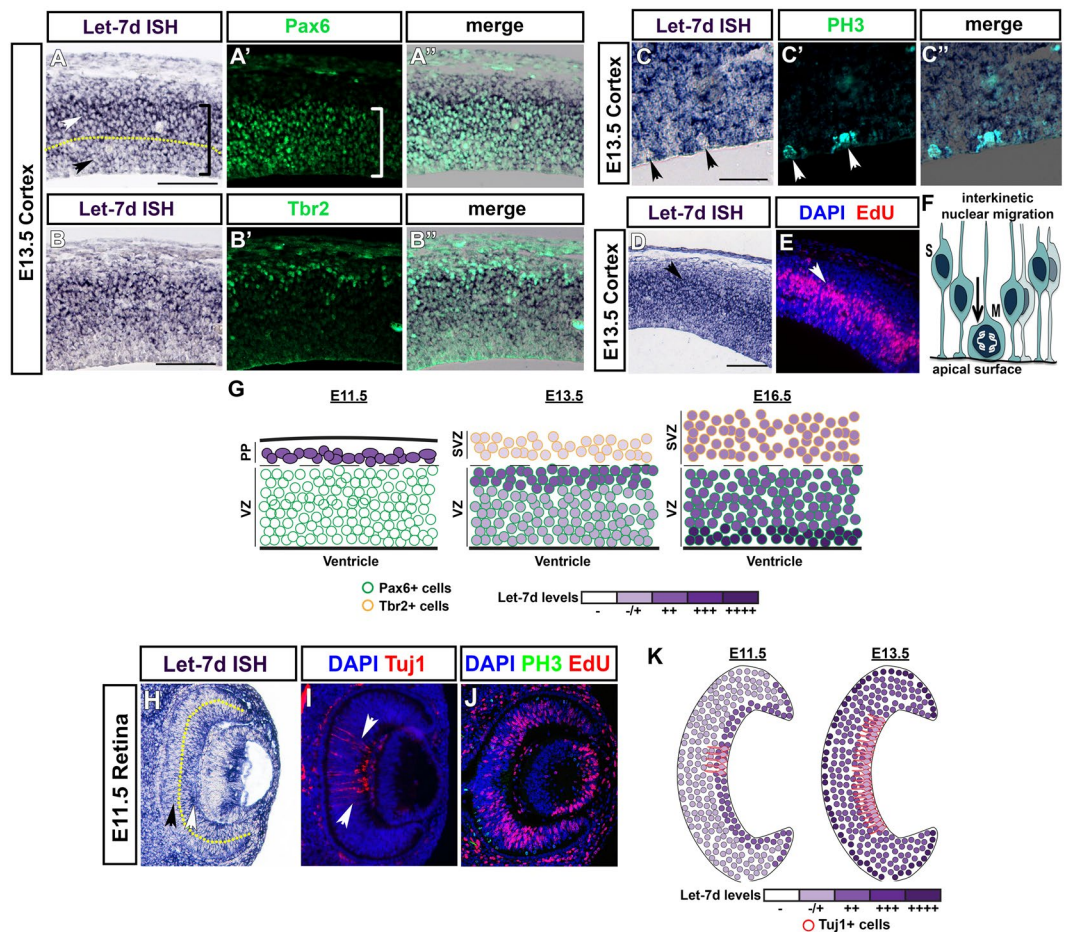 Let-7d ISH Pax6 merge
E13.5 Cortex
A A' A''
Let-7d ISH Tbr2 merge
B B' B''
Let-7d ISH PH3 merge
E13.5 Cortex
C C' C''
Let-7d ISH DAPI EdU
E13.5 Cortex
D E
F interkinetic
nuclear migration
S
M
apical surface
G
E11.5 E13.5 E16.5
PP
VZ
SVZ
VZ
SVZ
VZ
Ventricle Ventricle Ventricle
Pax6+ cells
Tbr2+ cells
Let-7d levels
- -/+ ++ +++ ++++
Let-7d ISH DAPI Tuj1 DAPI PH3 EdU
E11.5 Retina
H I J
K
E11.5 E13.5
Let-7d levels
- -/+ ++ +++ ++++
Tuj1+ cells